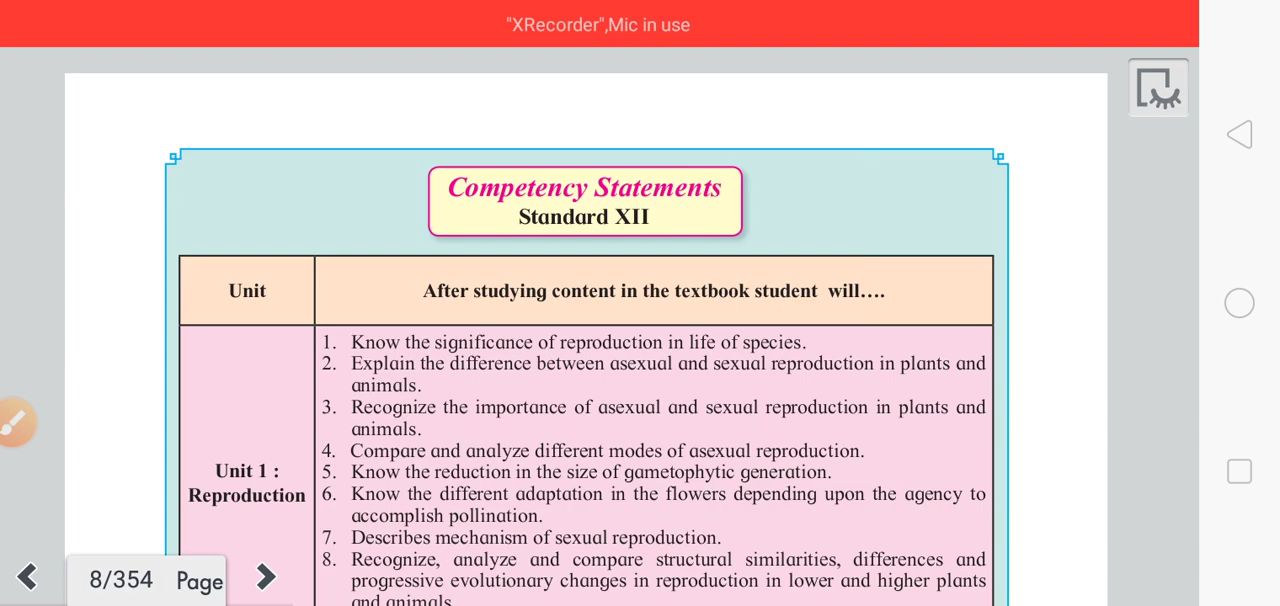 "XRecorder",Mic in use
Competency Statements
Standard XII
Unit
After studying content in the textbook student will....
Unit 1 :
Reproduction
1. Know the significance of reproduction in life of species.
2. Explain the difference between asexual and sexual reproduction in plants and
animals.
3. Recognize the importance of asexual and sexual reproduction in plants and
animals.
4. Compare and analyze different modes of asexual reproduction.
5. Know the reduction in the size of gametophytic generation.
6. Know the different adaptation in the flowers depending upon the agency to
accomplish pollination.
7. Describes mechanism of sexual reproduction.
8. Recognize, analyze and compare structural similarities, differences and
progressive evolutionary changes in reproduction in lower and higher plants
and animals.
8/354 Page